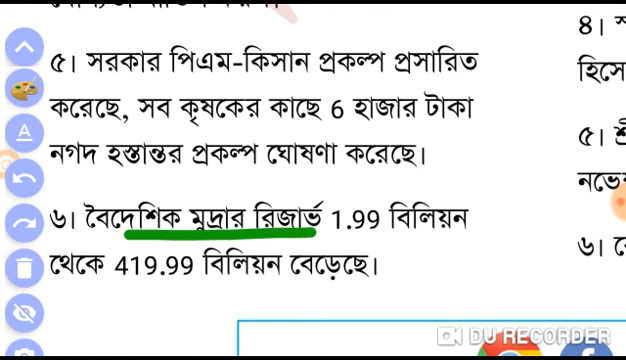 ৫। সরকার পিএম-কিসান প্রকল্প প্রসারিত
করেছে, সব কৃষকের কাছে 6 হাজার টাকা
নগদ হস্তান্তর প্রকল্প ঘোষণা করেছে।
৬। বৈদেশিক মুদ্রার রিজার্ভ 1.99 বিলিয়ন
থেকে 419.99 বিলিয়ন বেড়েছে।
৪।
৫।
৬।
DU RECORDER